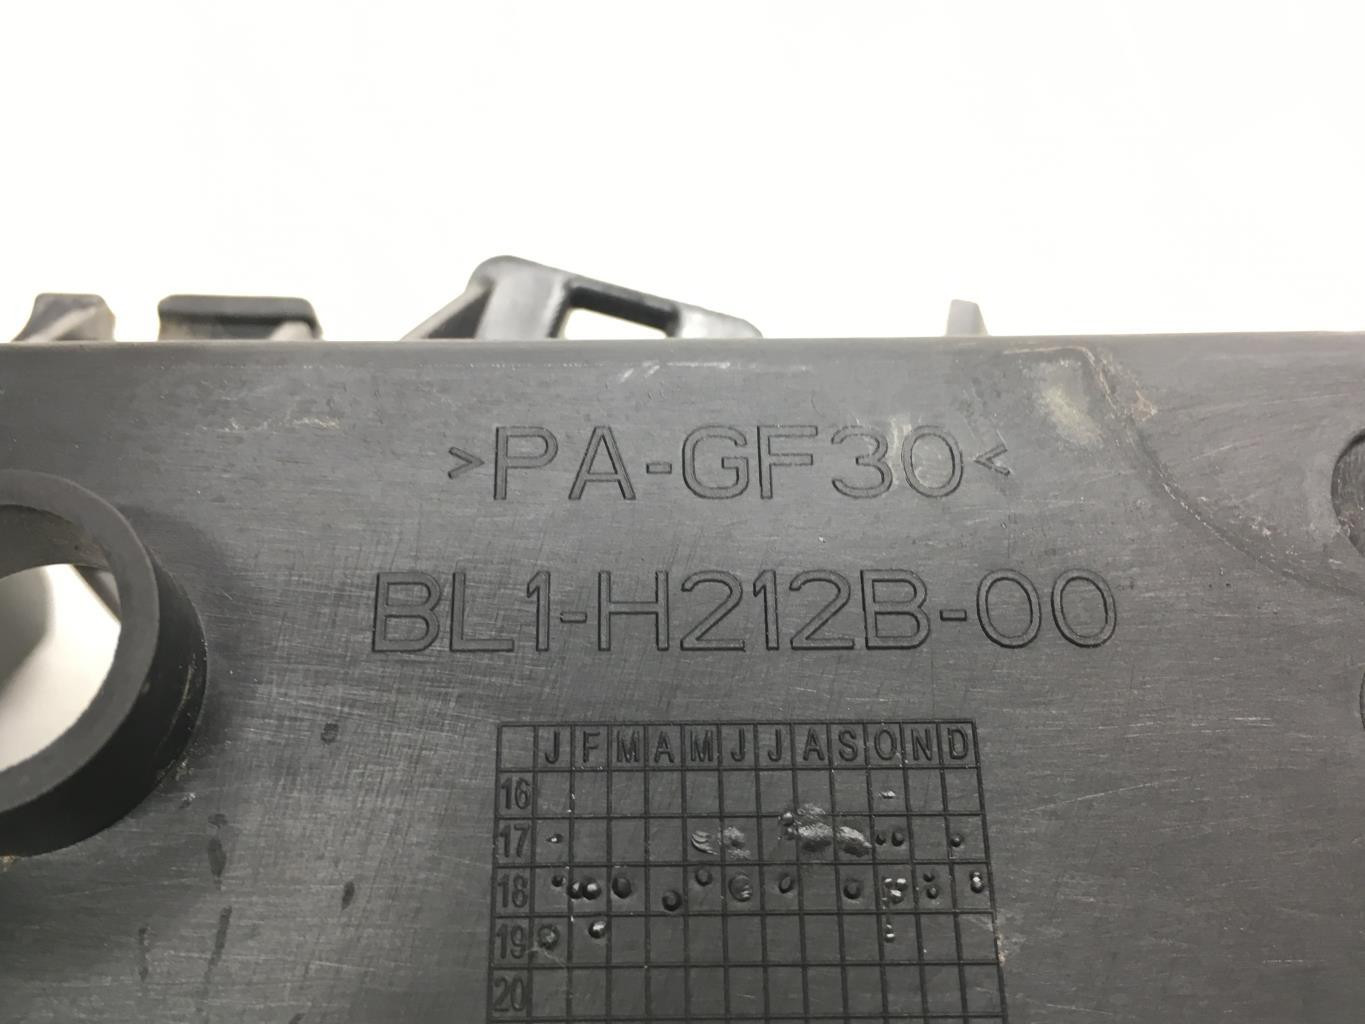 >PA-GF30<
BL1-H212B-00
J F M A M J J A S O N D
16
17
18
19
20